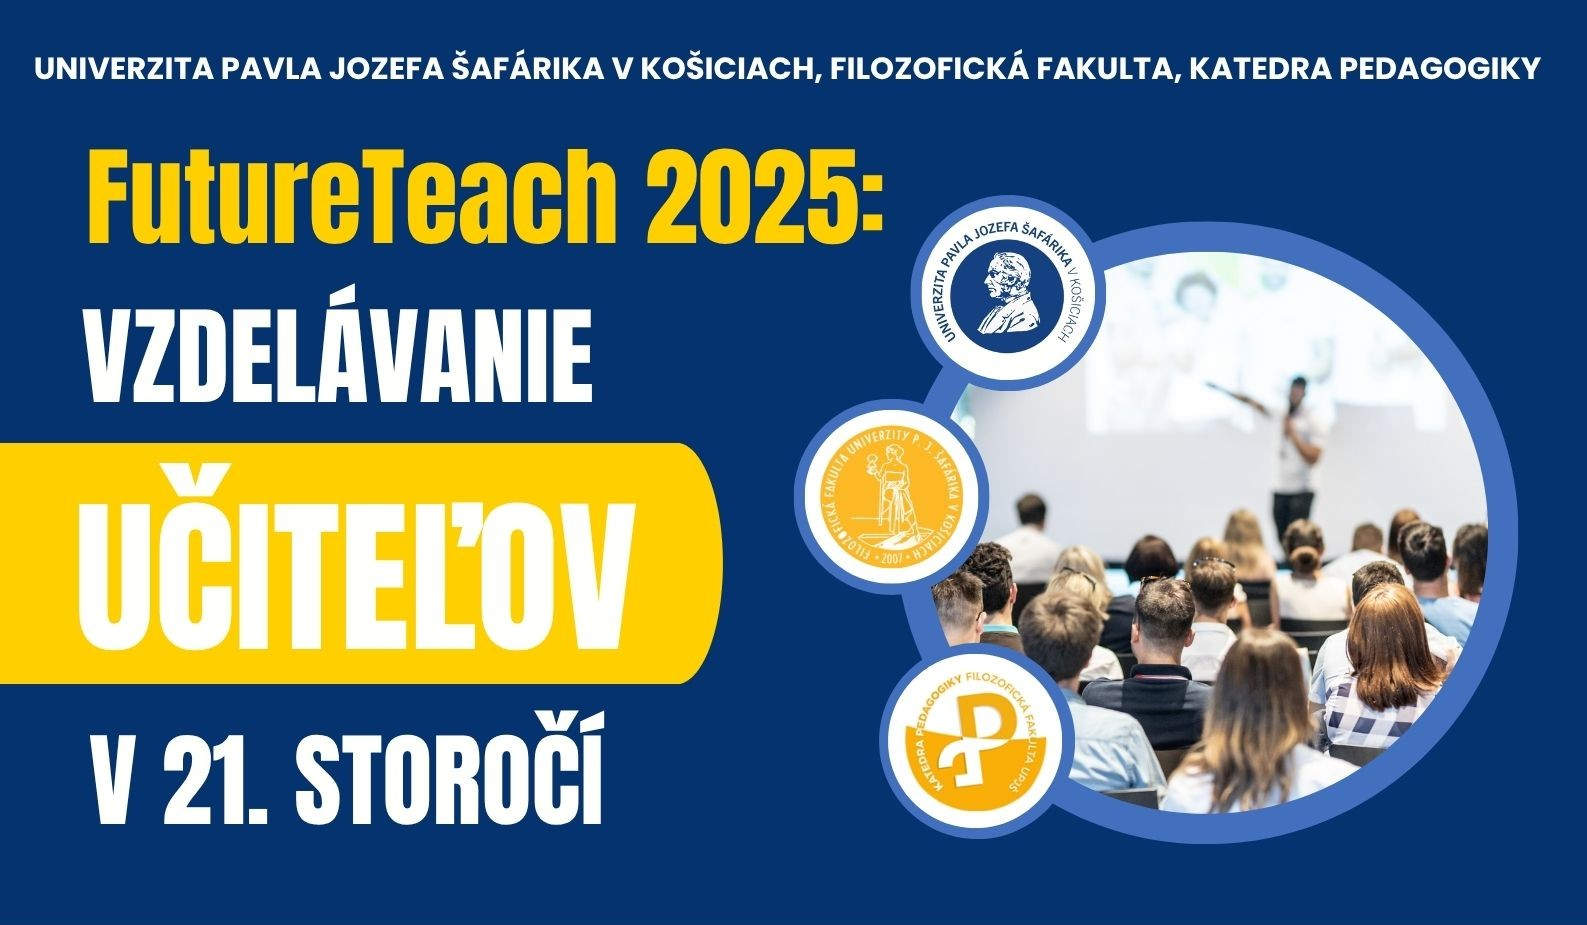 UNIVERZITA PAVLA JOZEFA ŠAFÁRIKA V KOŠICIACH, FILOZOFICKÁ FAKULTA, KATEDRA PEDAGOGIKY
FutureTeach 2025:
VZDELÁVANIE
UČITEĽOV
V 21. STOROČÍ
UNIVERZITA PAVLA JOZEFA ŠAFÁRIKA V KOŠICIACH
FILOZOFICKÁ FAKULTA UNIVERZITY P. J. ŠAFÁRIKA V KOŠICIACH
• 2007 •
KATEDRA PEDAGOGIKY FILOZOFICKÁ FAKULTA UPJŠ